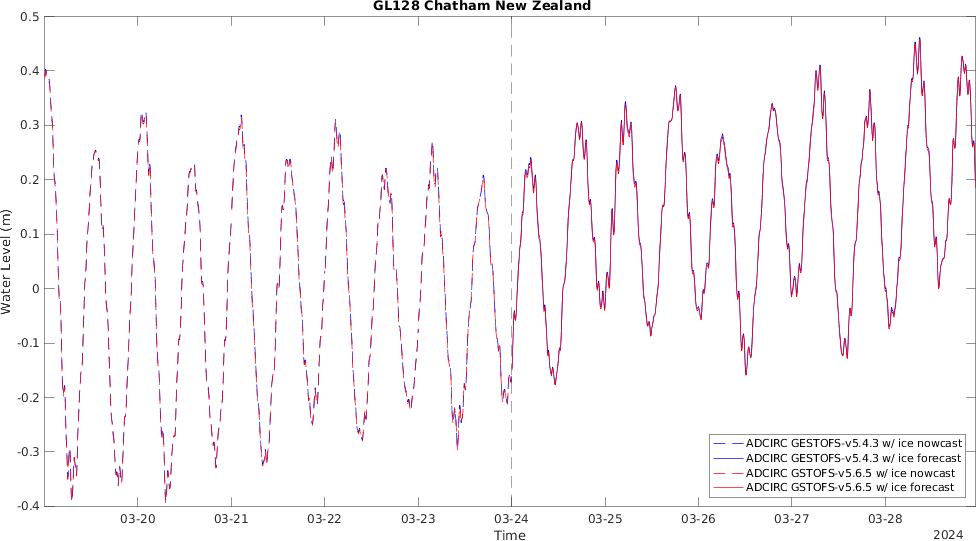 GL128 Chatham New Zealand
0.5
0.4
0.3
0.2
0.1
0
-0.1
-0.2
-0.3
-0.4
Water Level (m)
ADCIRC GESTOFS-v5.4.3 w/ ice nowcast
ADCIRC GESTOFS-v5.4.3 w/ ice forecast
ADCIRC GSTOFS-v5.6.5 w/ ice nowcast
ADCIRC GSTOFS-v5.6.5 w/ ice forecast
03-20 03-21 03-22 03-23 03-24 03-25 03-26 03-27 03-28
Time
2024